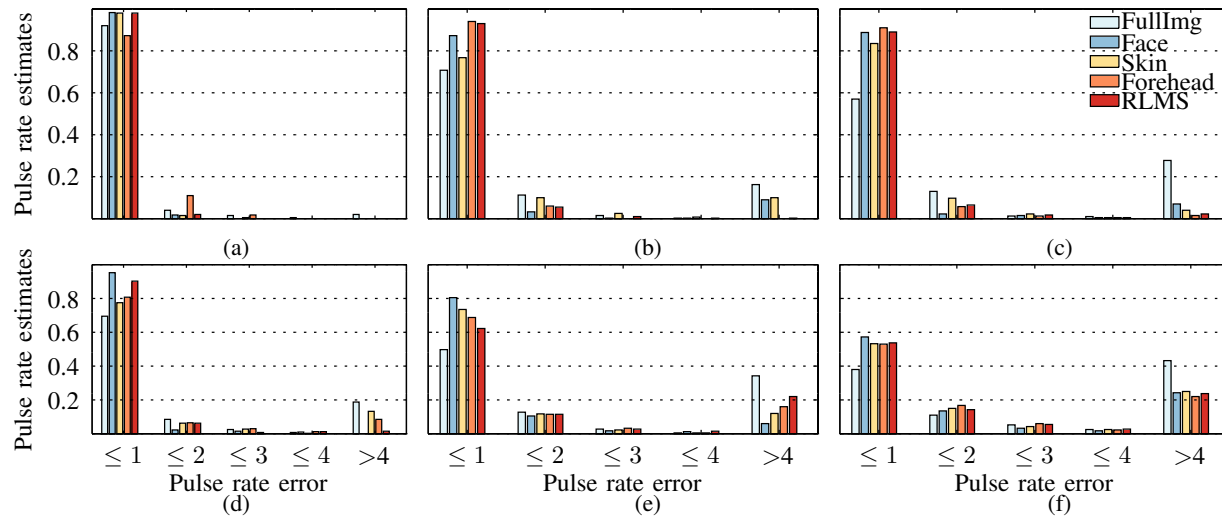 Pulse rate estimates
0.8
0.6
0.4
0.2
FullImg
Face
Skin
Forehead
RLMS
(a)
(b)
(c)
Pulse rate estimates
0.8
0.6
0.4
0.2
≤ 1
≤ 2
≤ 3
≤ 4
>4
≤ 1
≤ 2
≤ 3
≤ 4
>4
≤ 1
≤ 2
≤ 3
≤ 4
>4
Pulse rate error
Pulse rate error
Pulse rate error
(d)
(e)
(f)